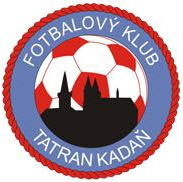 FOTBALOVÝ KLUB
TATRAN KADAŇ